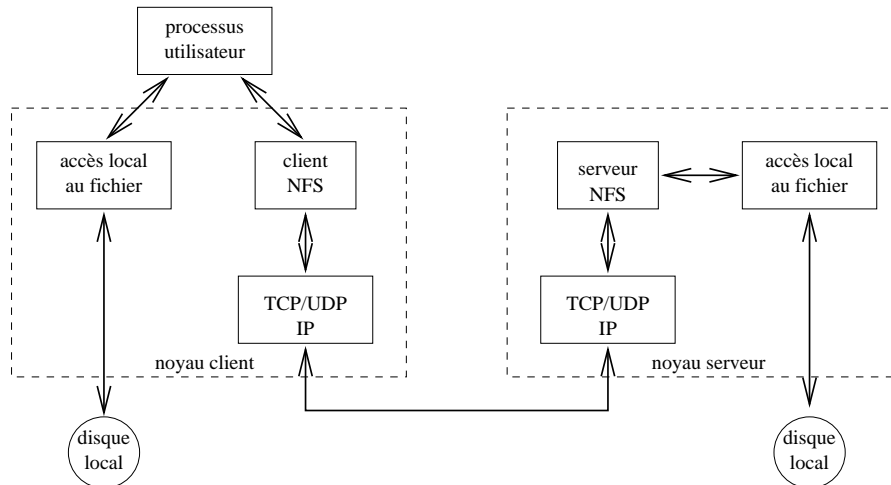 processus
utilisateur
accès local
au fichier
client
NFS
serveur
NFS
accès local
au fichier
TCP/UDP
IP
TCP/UDP
IP
noyau client
noyau serveur
disque
local
disque
local